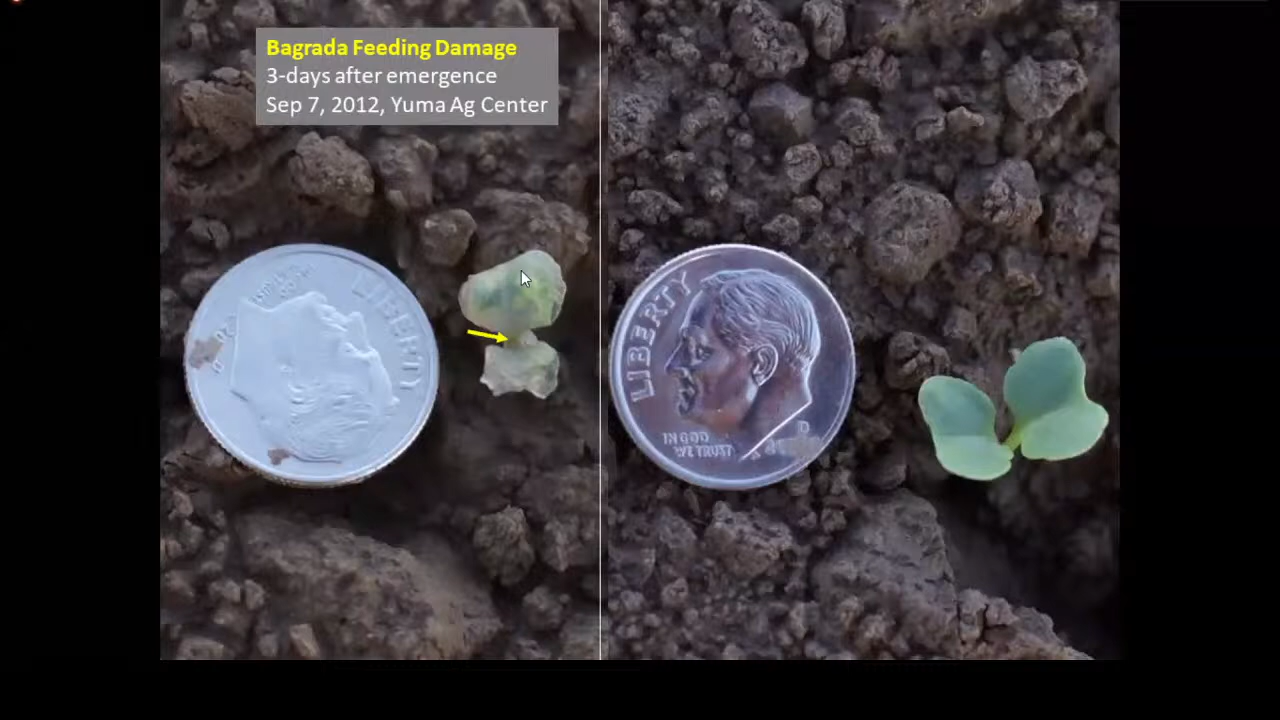 Bagrada Feeding Damage
3-days after emergence
Sep 7, 2012, Yuma Ag Center
LIBERTY
LIBERTY
IN GOD
WE TRUST
D